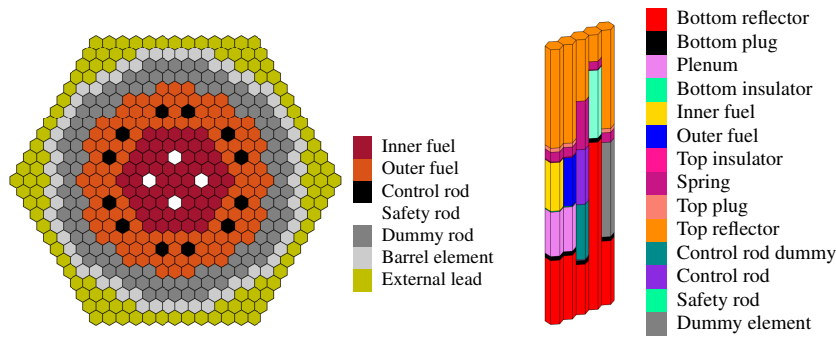 Inner fuel
Outer fuel
Control rod
Safety rod
Dummy rod
Barrel element
External lead
Bottom reflector
Bottom plug
Plenum
Bottom insulator
Inner fuel
Outer fuel
Top insulator
Spring
Top plug
Top reflector
Control rod dummy
Control rod
Safety rod
Dummy element